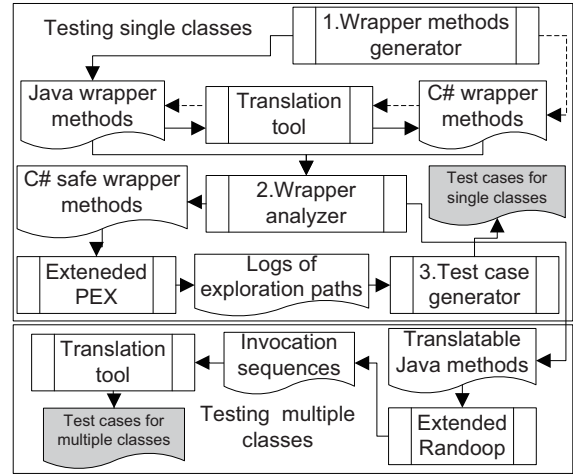 Testing single classes
1.Wrapper methods
generator
Java wrapper
methods
Translation
tool
C# wrapper
methods
C# safe wrapper
methods
2.Wrapper
analyzer
Test cases for
single classes
Exteneded
PEX
Logs of
exploration paths
3.Test case
generator
Translation
tool
Invocation
sequences
Translatable
Java methods
Test cases for
multiple classes
Testing multiple
classes
Extended
Randoop